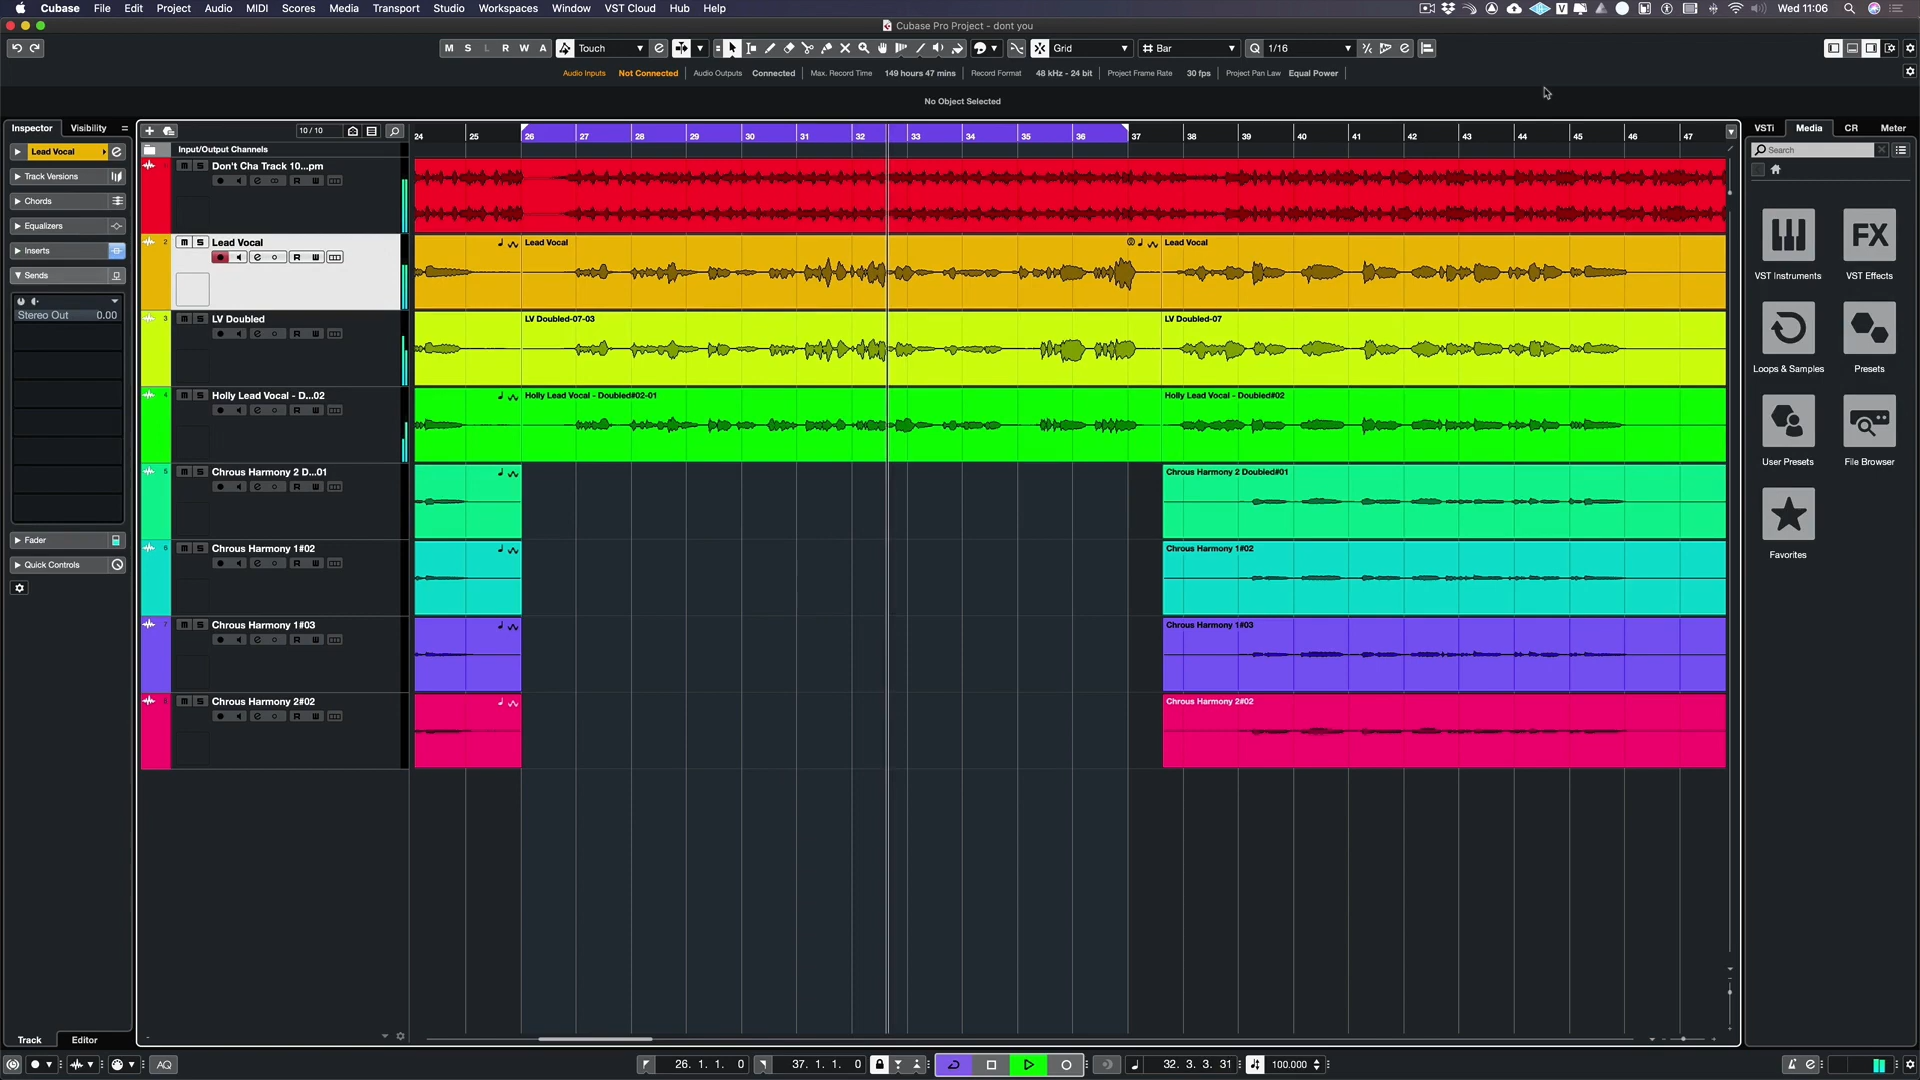 Cubase File Edit Project Audio MIDI Scores Media Transport Studio Workspaces Window VST Cloud Hub Help
Wed 11:06
Cubase Pro Project - dont you
M S L R W A Touch Grid Bar Q 1/16
Audio Inputs Not Connected Audio Outputs Connected Max. Record Time 149 hours 47 mins Record Format 48 kHz - 24 bit Project Frame Rate 30 fps Project Pan Law Equal Power
No Object Selected
Inspector Visibility
10 / 10
24 25 26 27 28 29 30 31 32 33 34 35 36 37 38 39 40 41 42 43 44 45 46 47
VSTi Media CR Meter
Search
Lead Vocal
Track Versions
Chords
Equalizers
Inserts
Sends
Stereo Out 0.00
Fader
Quick Controls
Input/Output Channels
Don't Cha Track 10...pm
m S
R W
2 m S Lead Vocal
R W
Lead Vocal
Lead Vocal
3 m S LV Doubled
R W
LV Doubled-07-03
LV Doubled-07
4 m S Holly Lead Vocal - D...02
R W
Holly Lead Vocal - Doubled#02-01
Holly Lead Vocal - Doubled#02
5 m S Chrous Harmony 2 D...01
R W
Chrous Harmony 2 Doubled#01
6 m S Chrous Harmony 1#02
R W
Chrous Harmony 1#02
7 m S Chrous Harmony 1#03
R W
Chrous Harmony 1#03
m S Chrous Harmony 2#02
R W
Chrous Harmony 2#02
VST Instruments
FX
VST Effects
Loops & Samples
Presets
User Presets
File Browser
Favorites
Track Editor
AQ
26. 1. 1. 0
37. 1. 1. 0
32. 3. 3. 31
100.000